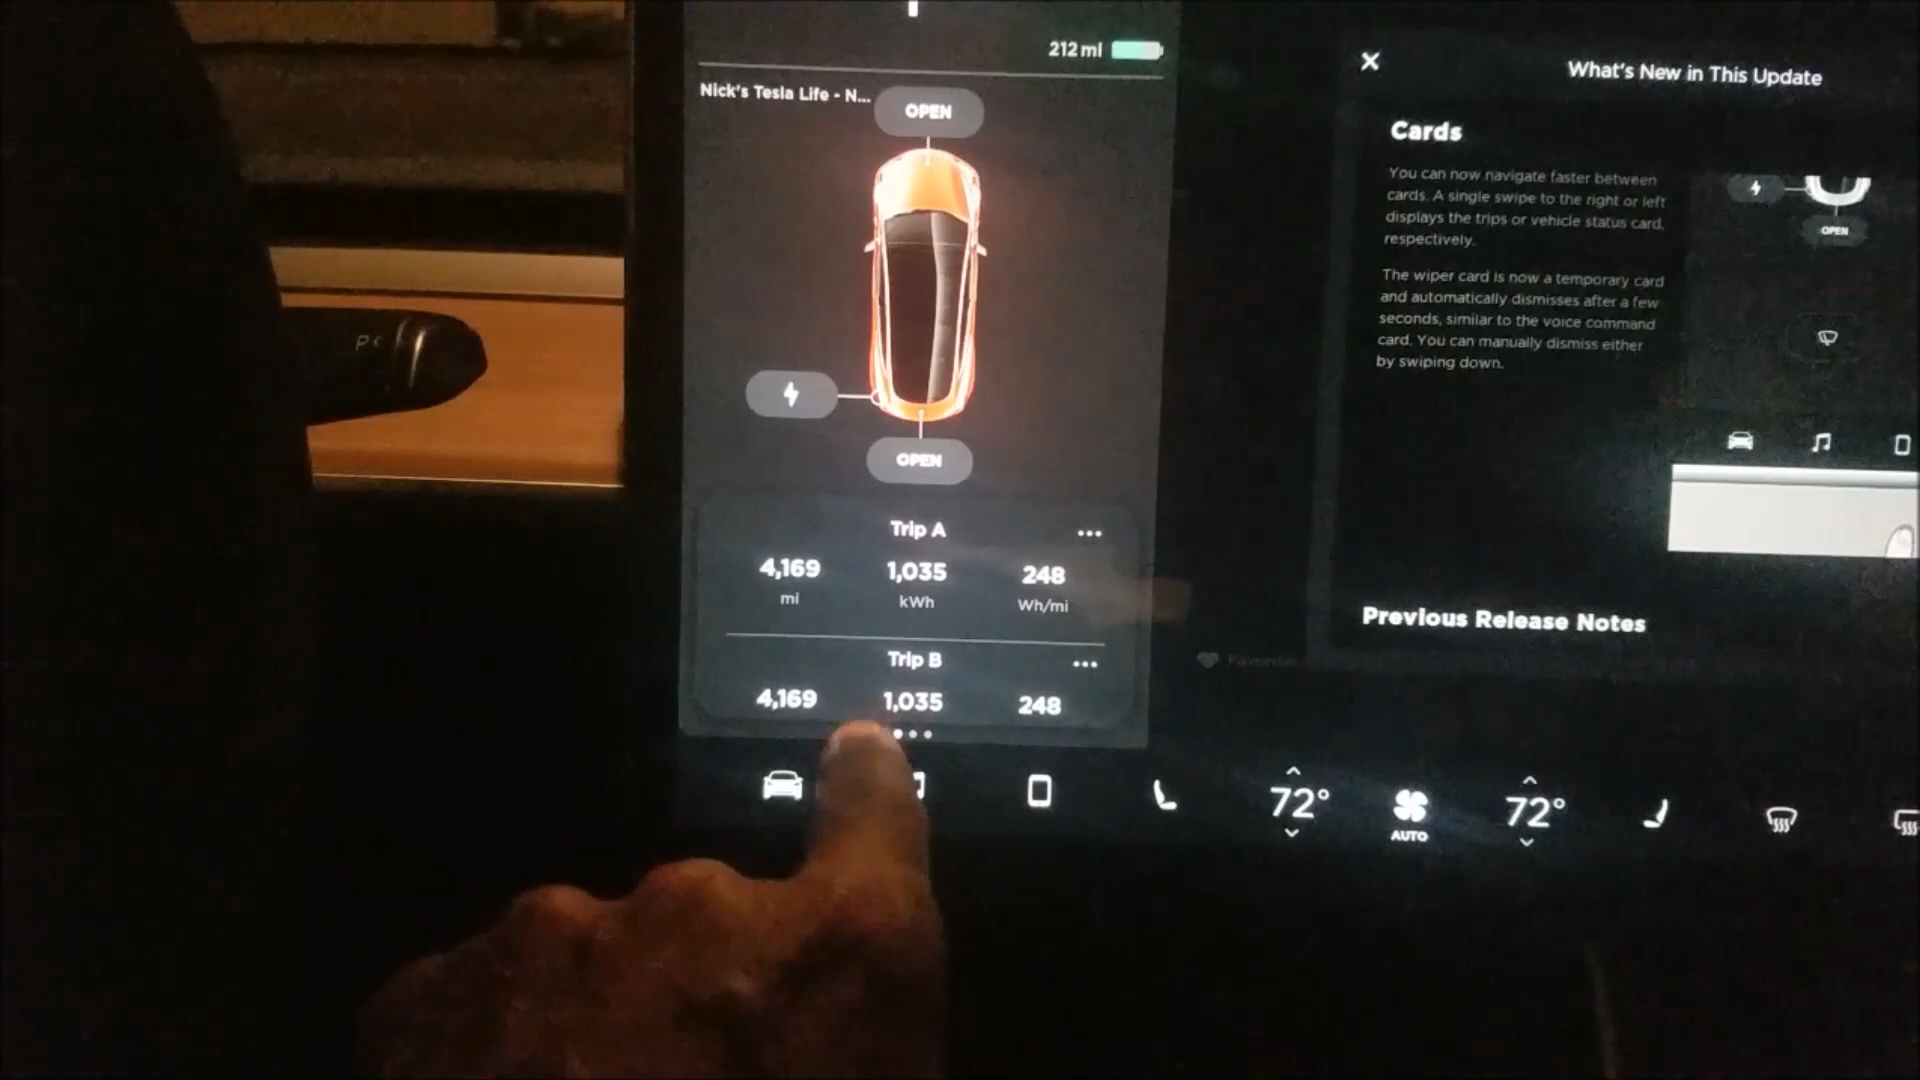 212 mi
Nick's Tesla Life - N...
OPEN
OPEN
Trip A
4,169 1,035 248
mi kWh Wh/mi
Trip B
4,169 1,035 248
What's New in This Update
Cards
You can now navigate faster between
cards. A single swipe to the right or left
displays the trips or vehicle status card,
respectively.
The wiper card is now a temporary card
and automatically dismisses after a few
seconds, similar to the voice command
card. You can manually dismiss either
by swiping down.
OPEN
Previous Release Notes
72°
AUTO
72°